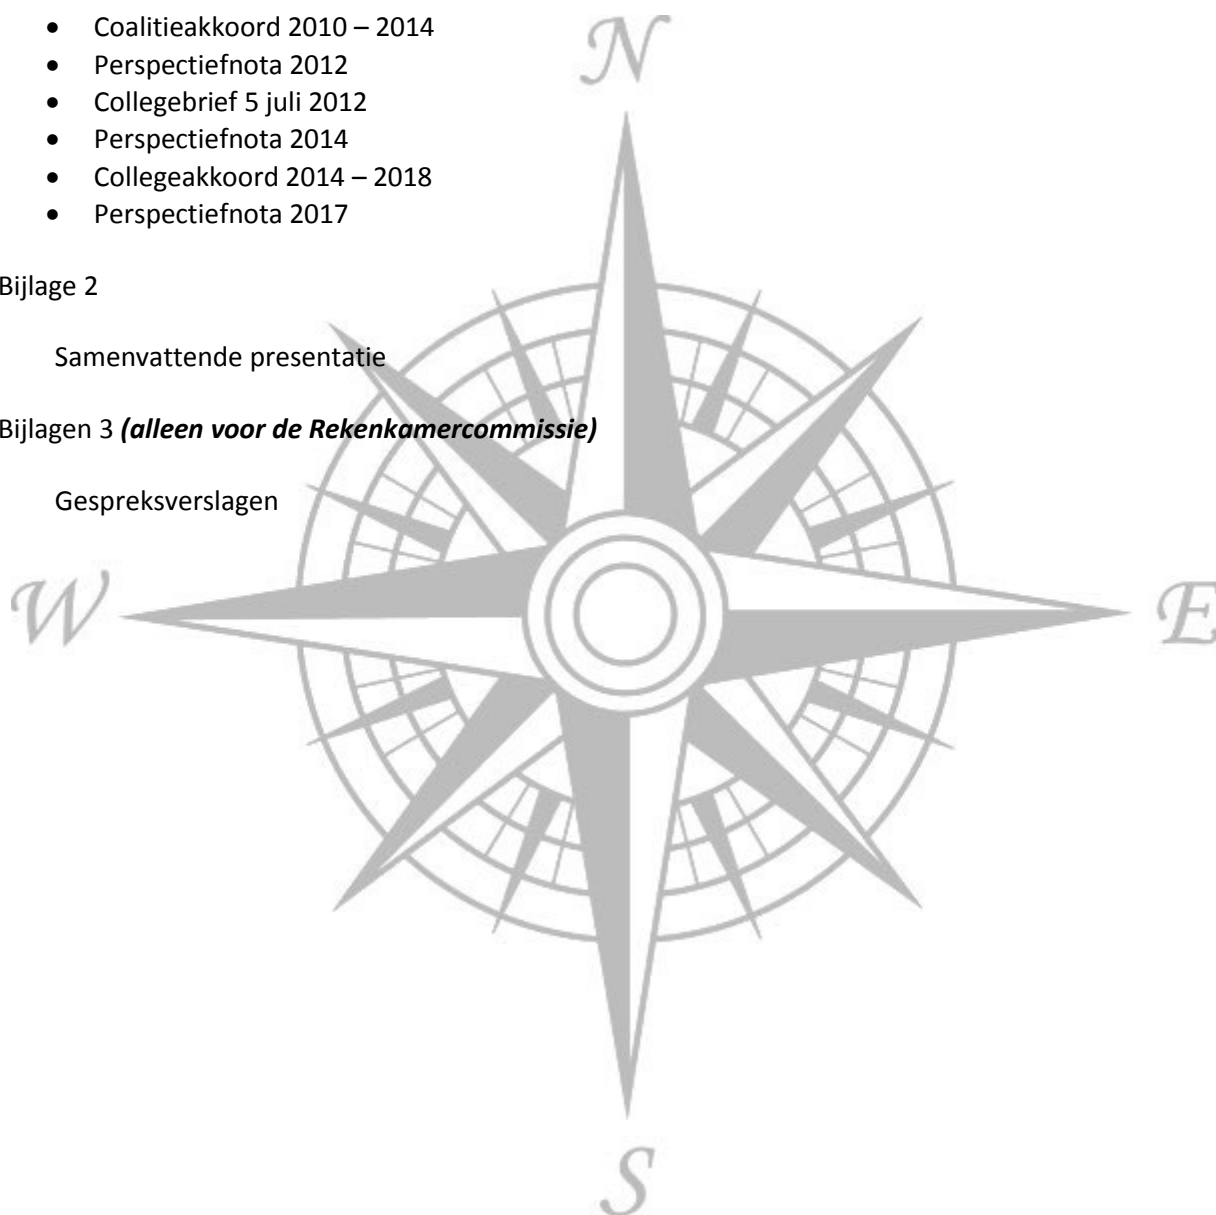 • Coalitieakkoord 2010 – 2014
• Perspectiefnota 2012
• Collegebrief 5 juli 2012
• Perspectiefnota 2014
• Collegeakkoord 2014 – 2018
• Perspectiefnota 2017
Bijlage 2
Samenvattende presentatie
Bijlagen 3 (alleen voor de Rekenkamercommissie)
Gespreksverslagen
N
W
E
S